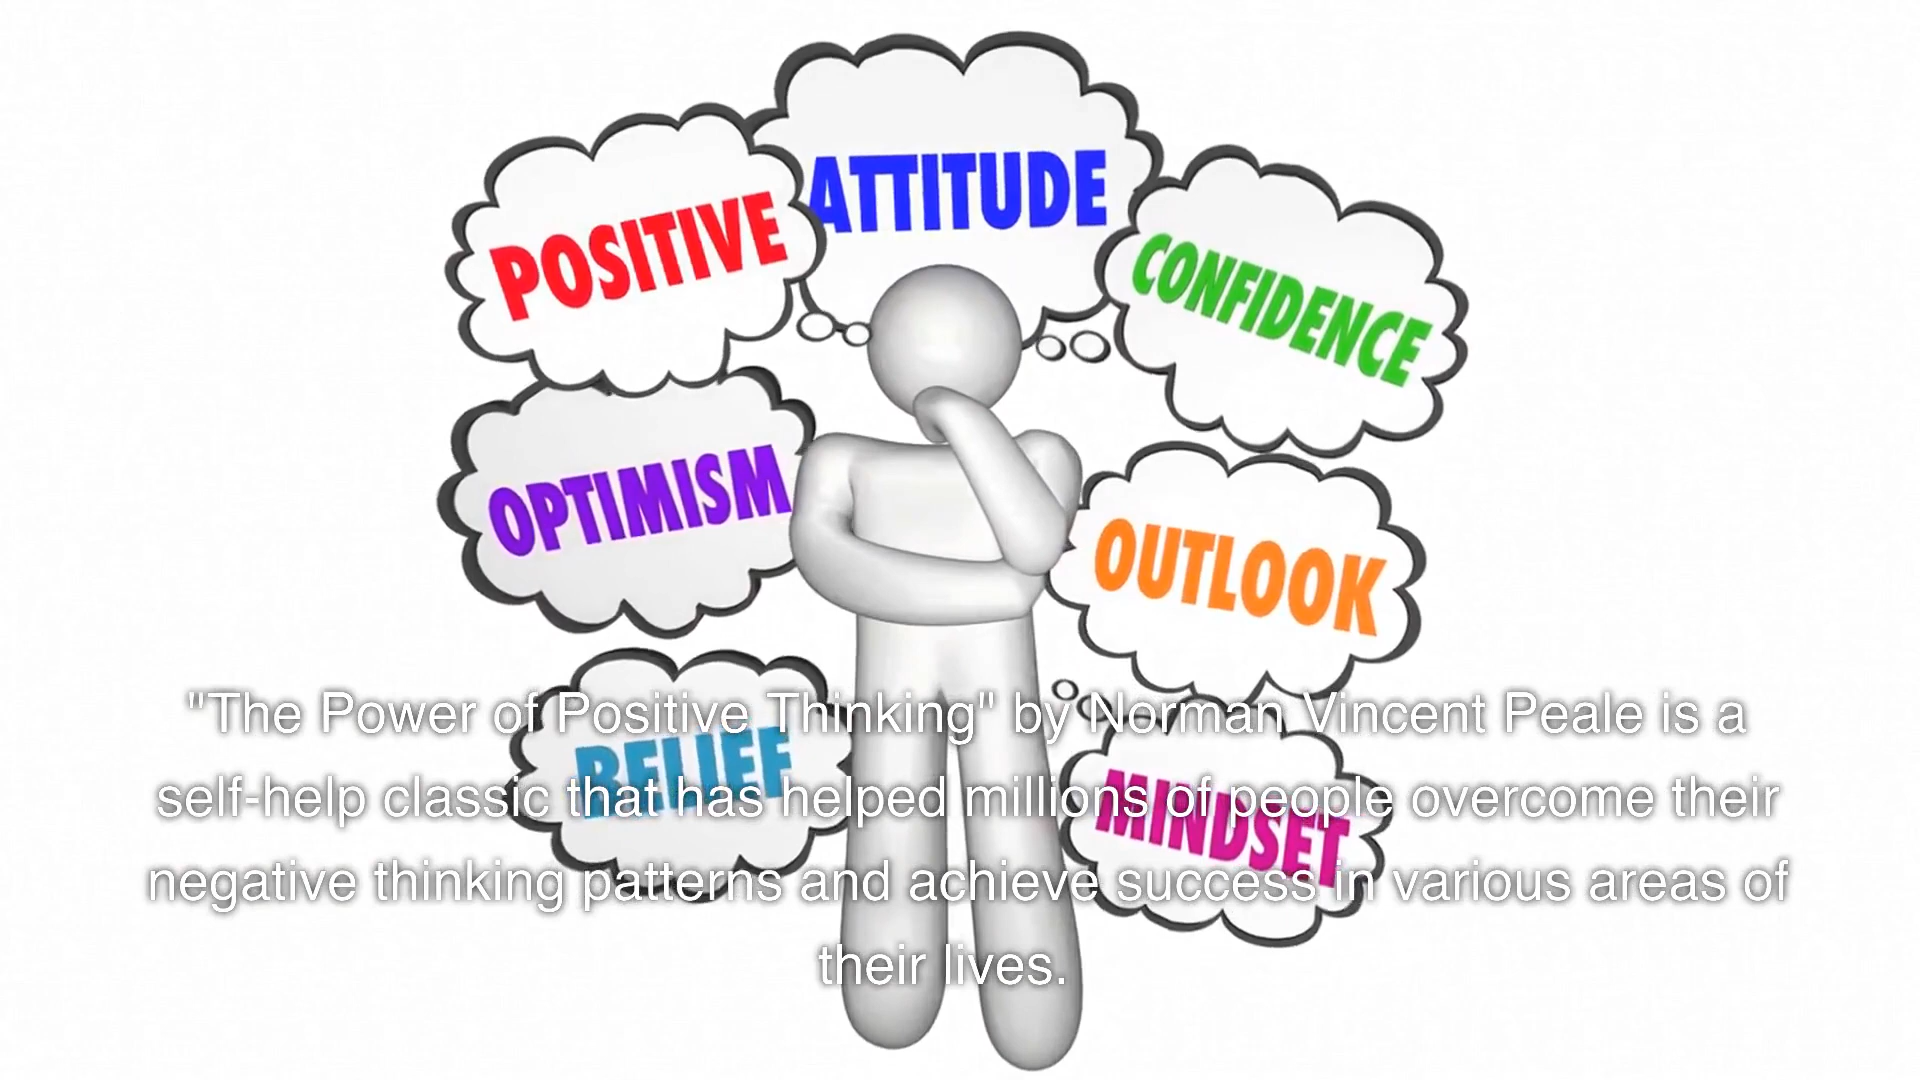 ATTITUDE
POSITIVE
CONFIDENCE
OPTIMISM
OUTLOOK
BELIEF
MINDSET
"The Power of Positive Thinking" by Norman Vincent Peale is a
self-help classic that has helped millions of people overcome their
negative thinking patterns and achieve success in various areas of
their lives.